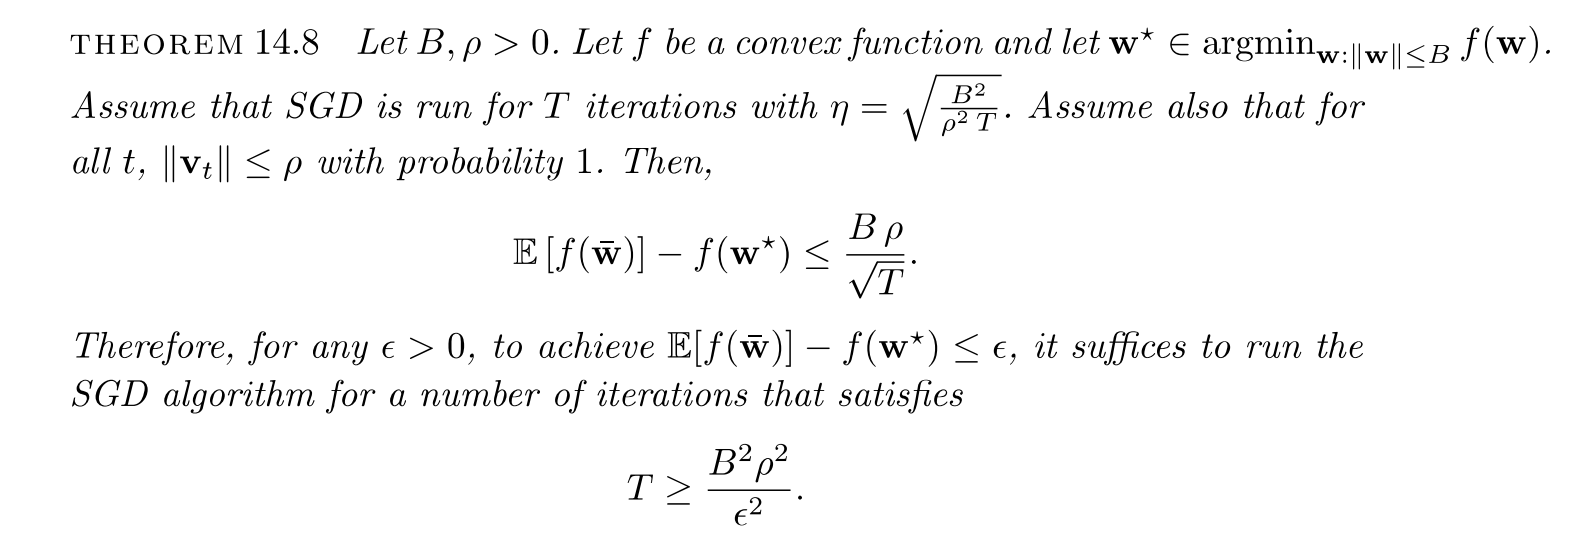 THEOREM 14.8 Let B, ρ > 0. Let f be a convex function and let w⋆ ∈ argmin_{w:‖w‖≤B} f(w).
Assume that SGD is run for T iterations with η = √(B²/(ρ² T)). Assume also that for
all t, ‖v_t‖ ≤ ρ with probability 1. Then,
𝔼 [f(w̄)] − f(w⋆) ≤ B ρ/√T.
Therefore, for any ϵ > 0, to achieve 𝔼[f(w̄)] − f(w⋆) ≤ ϵ, it suffices to run the
SGD algorithm for a number of iterations that satisfies
T ≥ B²ρ²/ϵ².